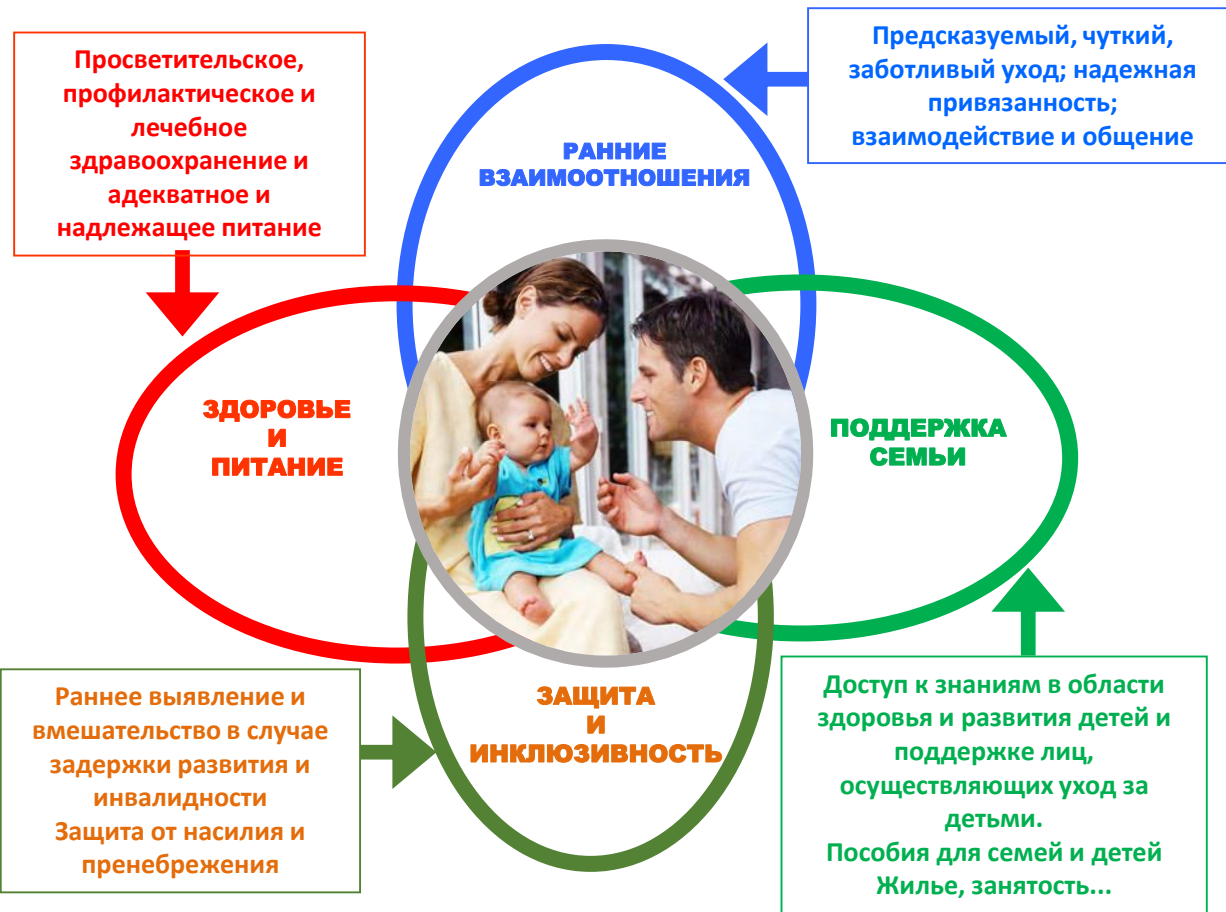 Просветительское,
профилактическое и
лечебное
здравоохранение и
адекватное и
надлежащее питание
Предсказуемый, чуткий,
заботливый уход; надежная
привязанность;
взаимодействие и общение
РАННИЕ
ВЗАИМООТНОШЕНИЯ
ЗДОРОВЬЕ
И
ПИТАНИЕ
ПОДДЕРЖКА
СЕМЬИ
ЗАЩИТА
И
ИНКЛЮЗИВНОСТЬ
Раннее выявление и
вмешательство в случае
задержки развития и
инвалидности
Защита от насилия и
пренебрежения
Доступ к знаниям в области
здоровья и развития детей и
поддержке лиц,
осуществляющих уход за
детьми.
Пособия для семей и детей
Жилье, занятость...